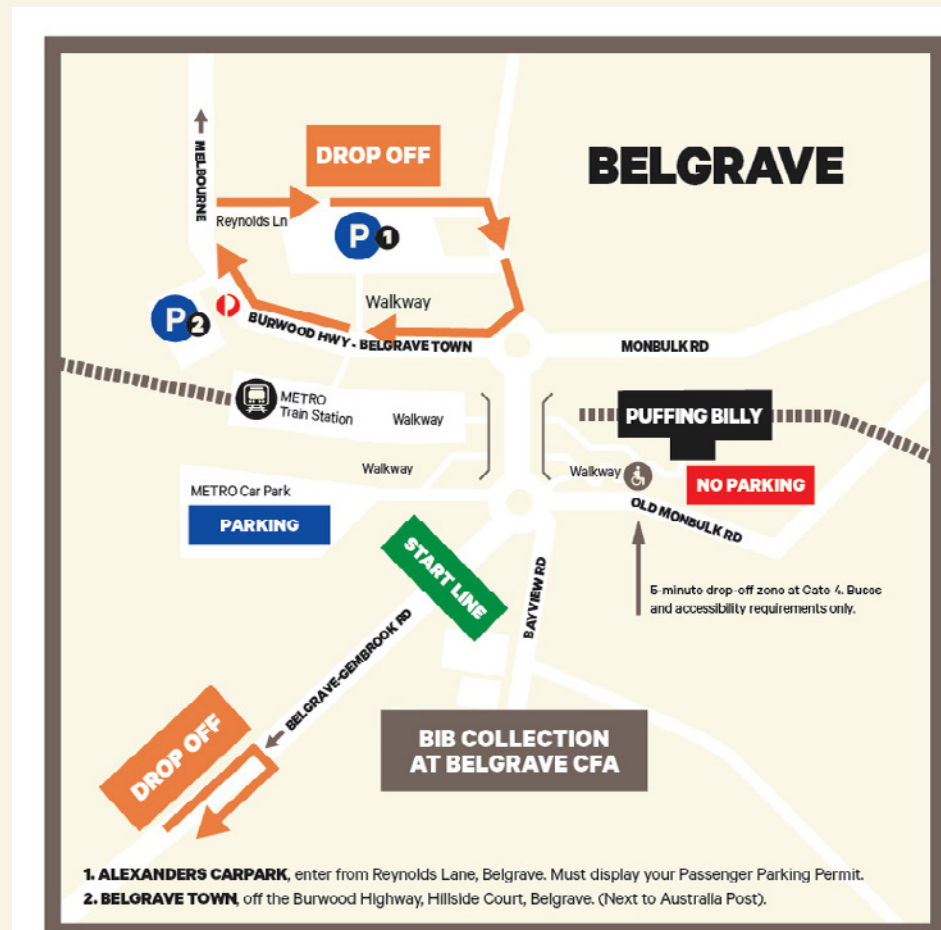 BELGRAVE
DROP OFF
MELBOURNE
Reynolds Ln
P 1
Walkway
P 2
BURWOOD HWY - BELGRAVE TOWN
MONBULK RD
METRO
Train Station
Walkway
PUFFING BILLY
Walkway
Walkway
NO PARKING
METRO Car Park
PARKING
OLD MONBULK RD
START LINE
BAYVIEW RD
5-minute drop-off zone at Gate 4. Buses
and accessibility requirements only.
BELGRAVE-GEMBROOK RD
DROP OFF
BIB COLLECTION
AT BELGRAVE CFA
1. ALEXANDERS CARPARK, enter from Reynolds Lane, Belgrave. Must display your Passenger Parking Permit.
2. BELGRAVE TOWN, off the Burwood Highway, Hillside Court, Belgrave. (Next to Australia Post).